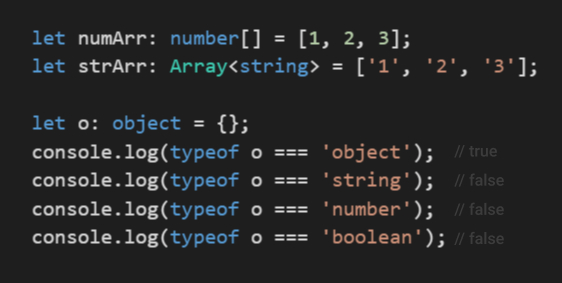 let numArr: number[] = [1, 2, 3];
let strArr: Array<string> = ['1', '2', '3'];
let o: object = {};
console.log(typeof o === 'object'); // true
console.log(typeof o === 'string'); // false
console.log(typeof o === 'number'); // false
console.log(typeof o === 'boolean'); // false